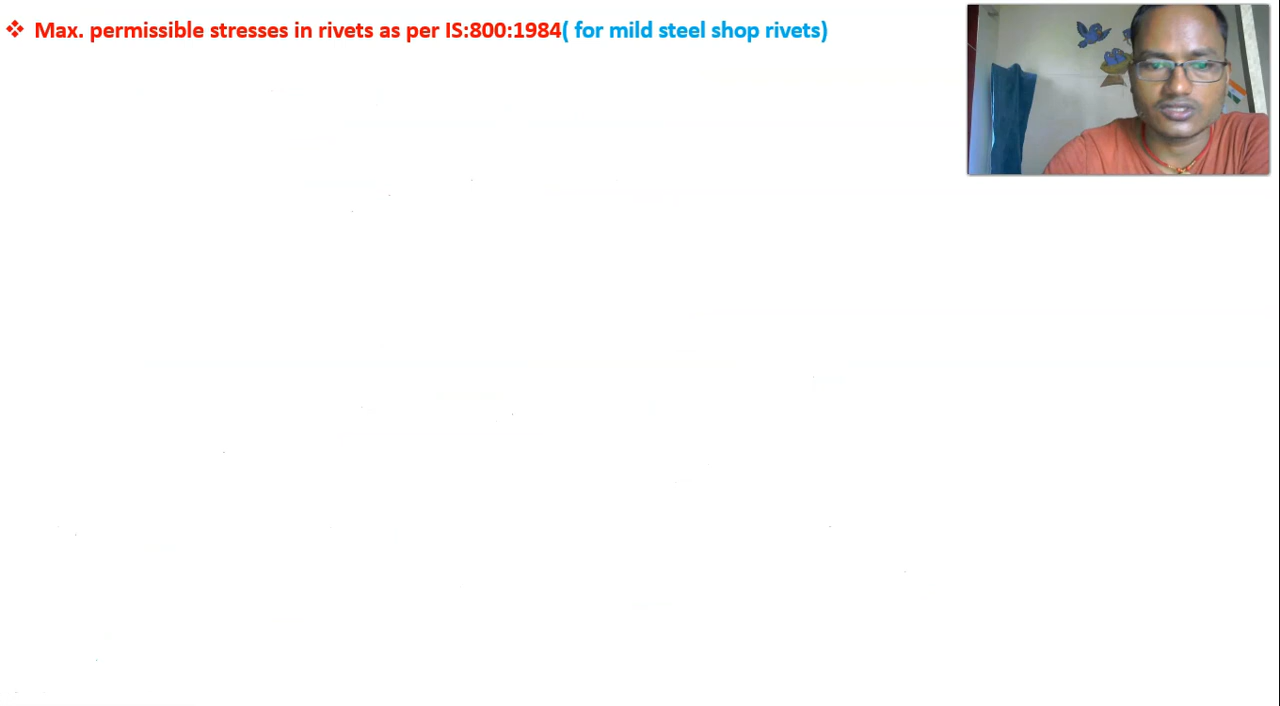 ❖ Max. permissible stresses in rivets as per IS:800:1984( for mild steel shop rivets)